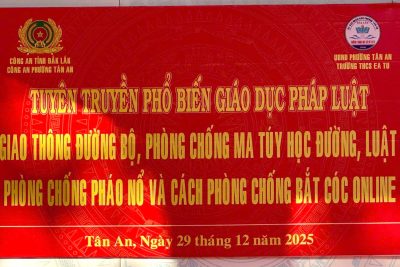 CÔNG AN TỈNH ĐẮK LẮK
CÔNG AN PHƯỜNG TÂN AN
UBND PHƯỜNG TÂN AN
TRƯỜNG THCS EA TU
TUYÊN TRUYỀN PHỔ BIẾN GIÁO DỤC PHÁP LUẬT
GIAO THÔNG ĐƯỜNG BỘ, PHÒNG CHỐNG MA TÚY HỌC ĐƯỜNG, LUẬT
PHÒNG CHỐNG PHÁO NỔ VÀ CÁCH PHÒNG CHỐNG BẮT CÓC ONLINE
Tân An, Ngày 29 tháng 12 năm 2025